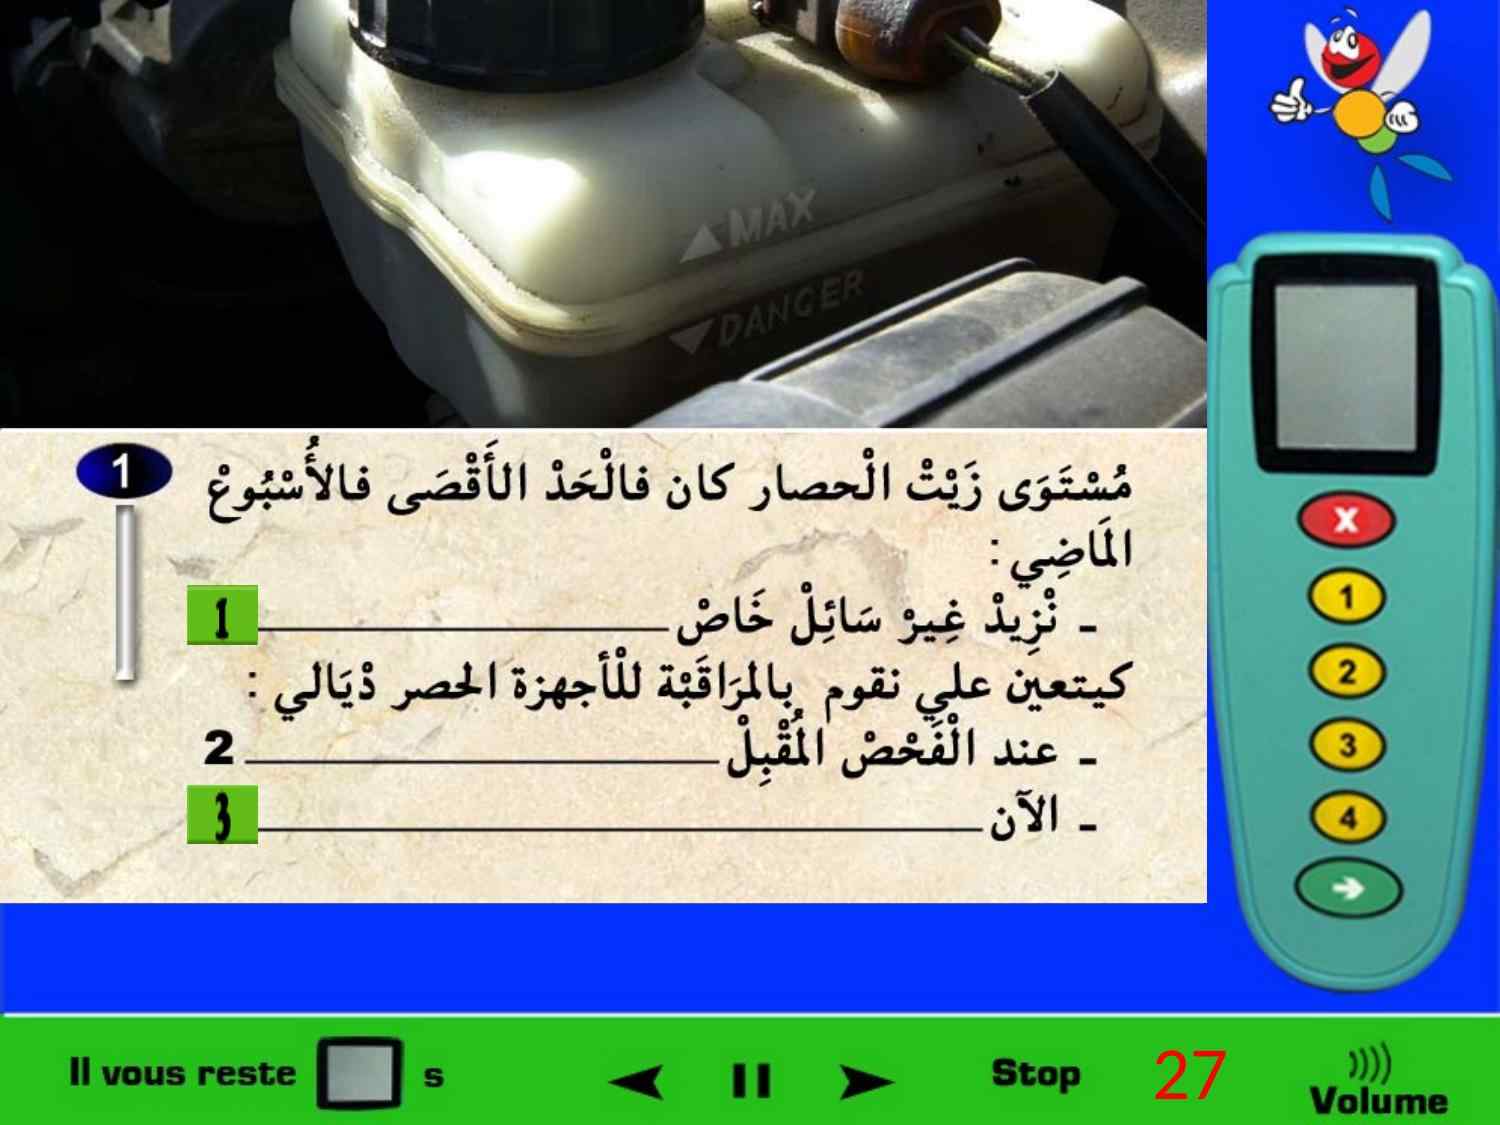 MAX
DANGER
1
مُسْتَوَى زَيْتْ الْحصار كان فالْحَدْ الأَقْصَى فالأُسْبُوعْ
المَاضِي :
ـ نْزِيدْ غِيرْ سَائِلْ خَاصْ 1
كيتعين علي نقوم بالمرَاقَبْة للْأجهزة الحصر دْيَالي :
ـ عند الْفَحْصْ المُقْبِلْ 2
ـ الآن 3
X
1
2
3
4
Il vous reste s
Stop
27
Volume